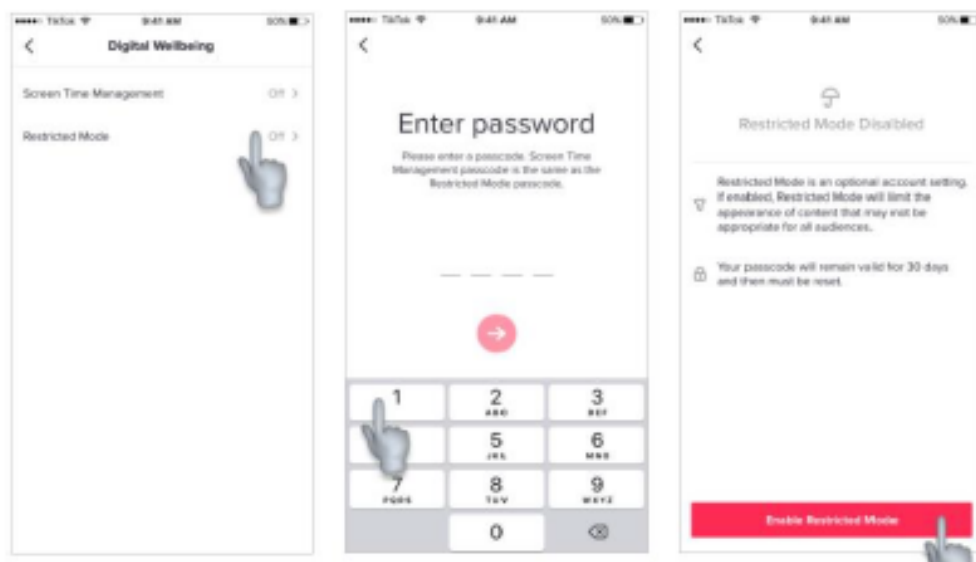 TikTok 9:41 AM 50%
Digital Wellbeing
Screen Time Management Off
Restricted Mode Off
TikTok 9:41 AM 50%
Enter password
Please enter a passcode. Screen Time
Management passcode is the same as the
Restricted Mode passcode.
1 2 3
ABC DEF
5 6
JKL MNO
7 8 9
PQRS TUV WXYZ
0
TikTok 9:41 AM 50%
Restricted Mode Disalbed
Restricted Mode is an optional account setting.
If enabled, Restricted Mode will limit the
appearance of content that may not be
appropriate for all audiences.
Your passcode will remain valid for 30 days
and then must be reset.
Enable Restricted Mode